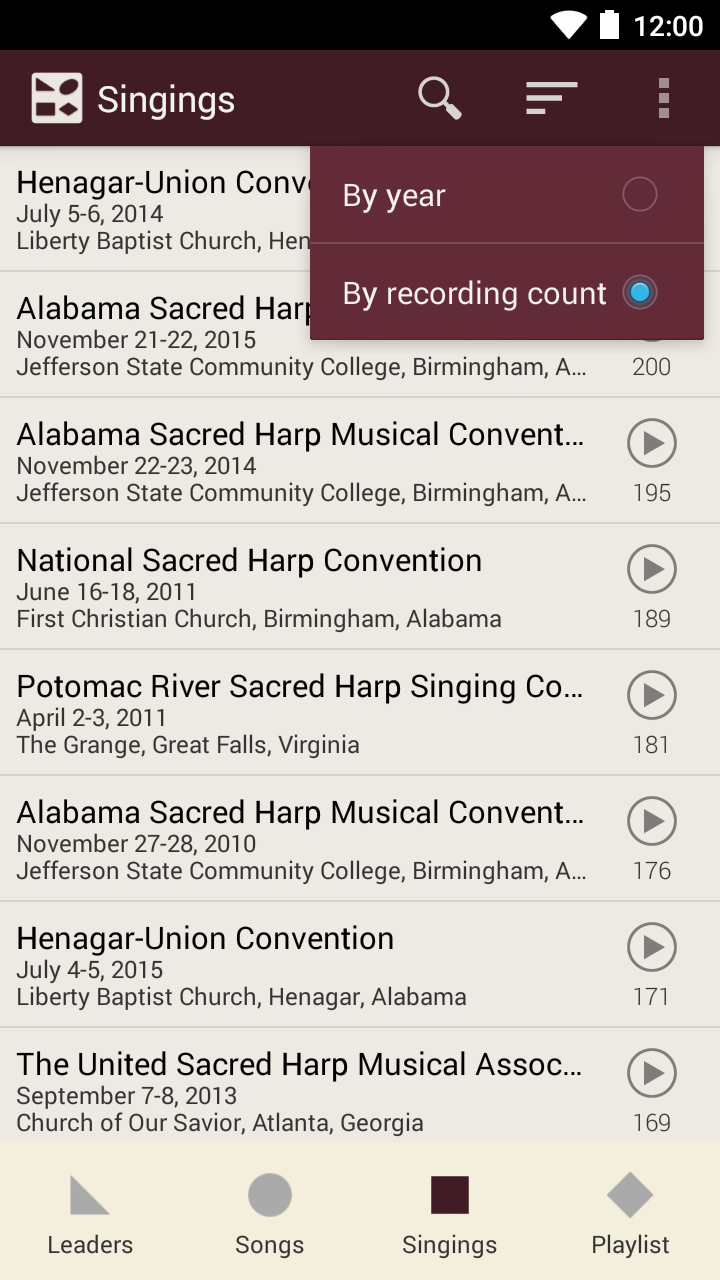 12:00
Singings
By year
By recording count
Henagar-Union Conv
July 5-6, 2014
Liberty Baptist Church, Hen
Alabama Sacred Harp
November 21-22, 2015
Jefferson State Community College, Birmingham, A...
200
Alabama Sacred Harp Musical Convent...
November 22-23, 2014
Jefferson State Community College, Birmingham, A...
195
National Sacred Harp Convention
June 16-18, 2011
First Christian Church, Birmingham, Alabama
189
Potomac River Sacred Harp Singing Co...
April 2-3, 2011
The Grange, Great Falls, Virginia
181
Alabama Sacred Harp Musical Convent...
November 27-28, 2010
Jefferson State Community College, Birmingham, A...
176
Henagar-Union Convention
July 4-5, 2015
Liberty Baptist Church, Henagar, Alabama
171
The United Sacred Harp Musical Assoc...
September 7-8, 2013
Church of Our Savior, Atlanta, Georgia
169
Leaders
Songs
Singings
Playlist